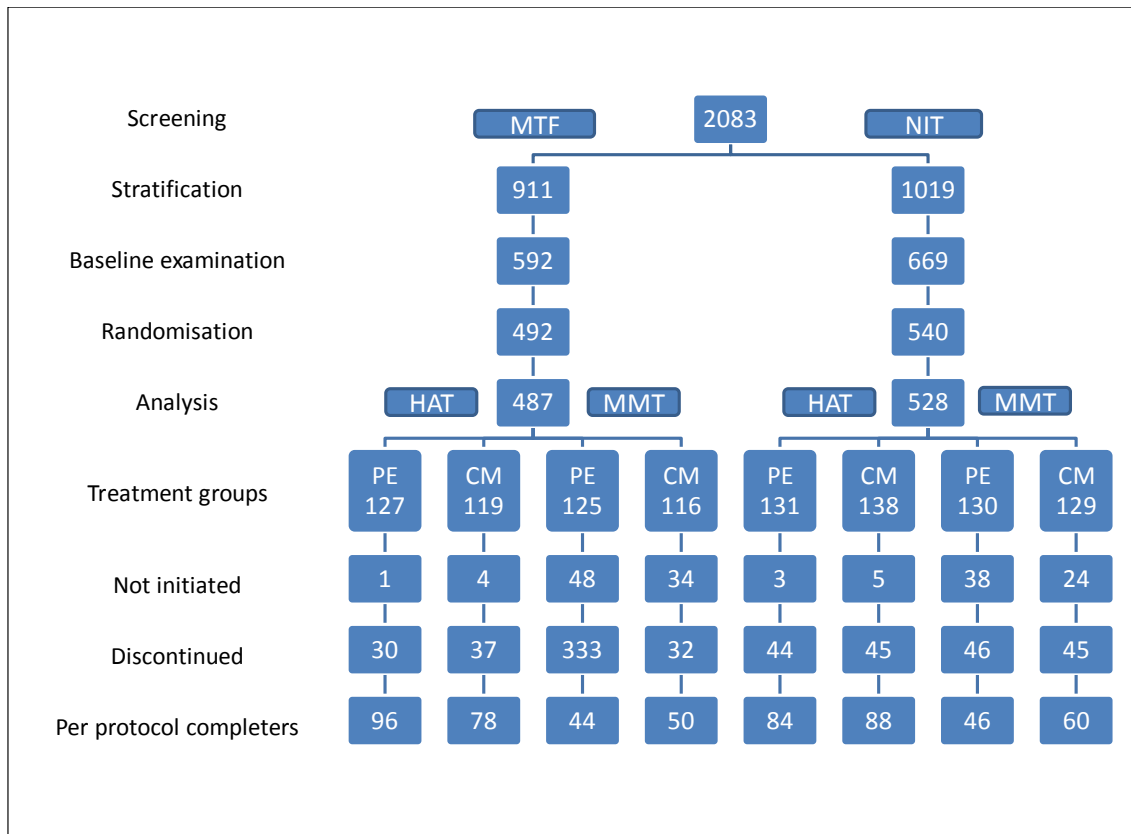 Screening
MTF
2083
NIT
Stratification
911
1019
Baseline examination
592
669
Randomisation
492
540
Analysis
HAT
487
MMT
HAT
528
MMT
Treatment groups
PE
127
CM
119
PE
125
CM
116
PE
131
CM
138
PE
130
CM
129
Not initiated
1
4
48
34
3
5
38
24
Discontinued
30
37
333
32
44
45
46
45
Per protocol completers
96
78
44
50
84
88
46
60